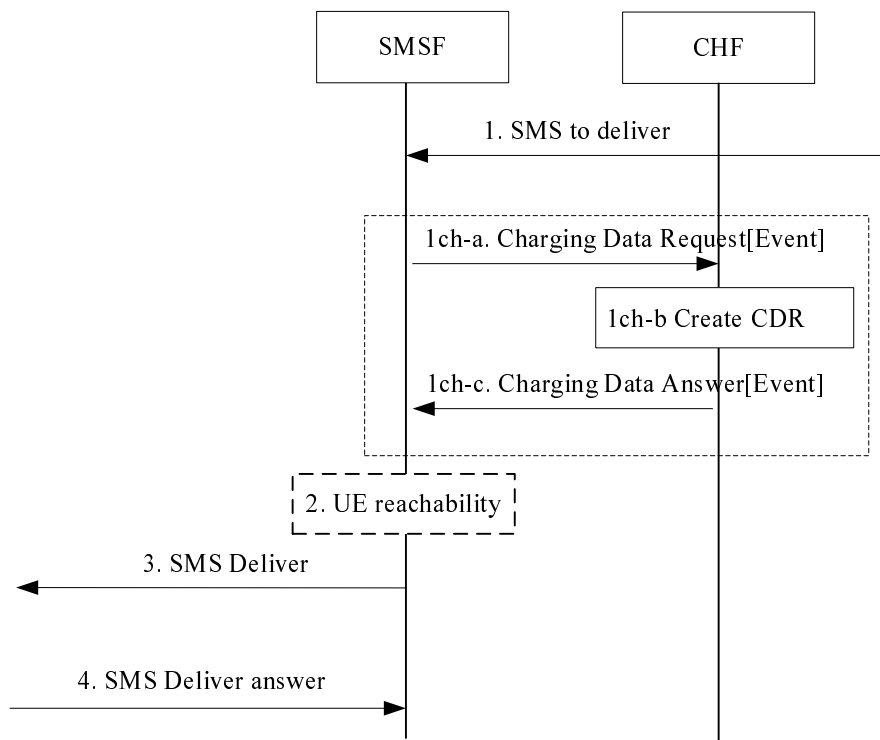 SMSF
CHF
1. SMS to deliver
1ch-a. Charging Data Request[Event]
1ch-b Create CDR
1ch-c. Charging Data Answer[Event]
2. UE reachability
3. SMS Deliver
4. SMS Deliver answer